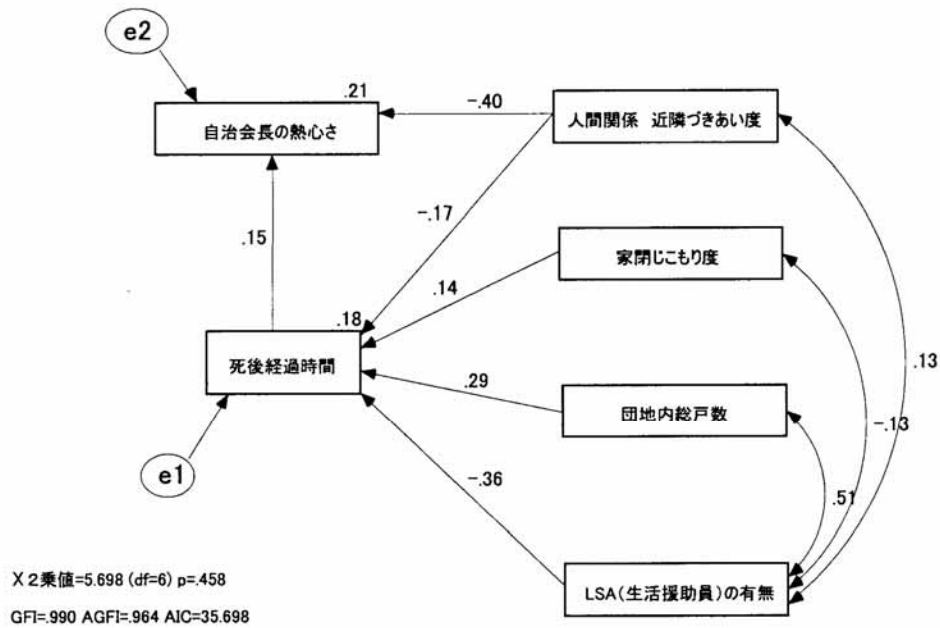 e2
.21
-.40
自治会長の熱心さ
人間関係 近隣づきあい度
-.17
.15
家閉じこもり度
.14
.18
死後経過時間
.29
.13
団地内総戸数
-.13
e1
-.36
.51
X 2乗値=5.698 (df=6) p=.458
LSA(生活援助員)の有無
GFI=.990 AGFI=.964 AIC=35.698